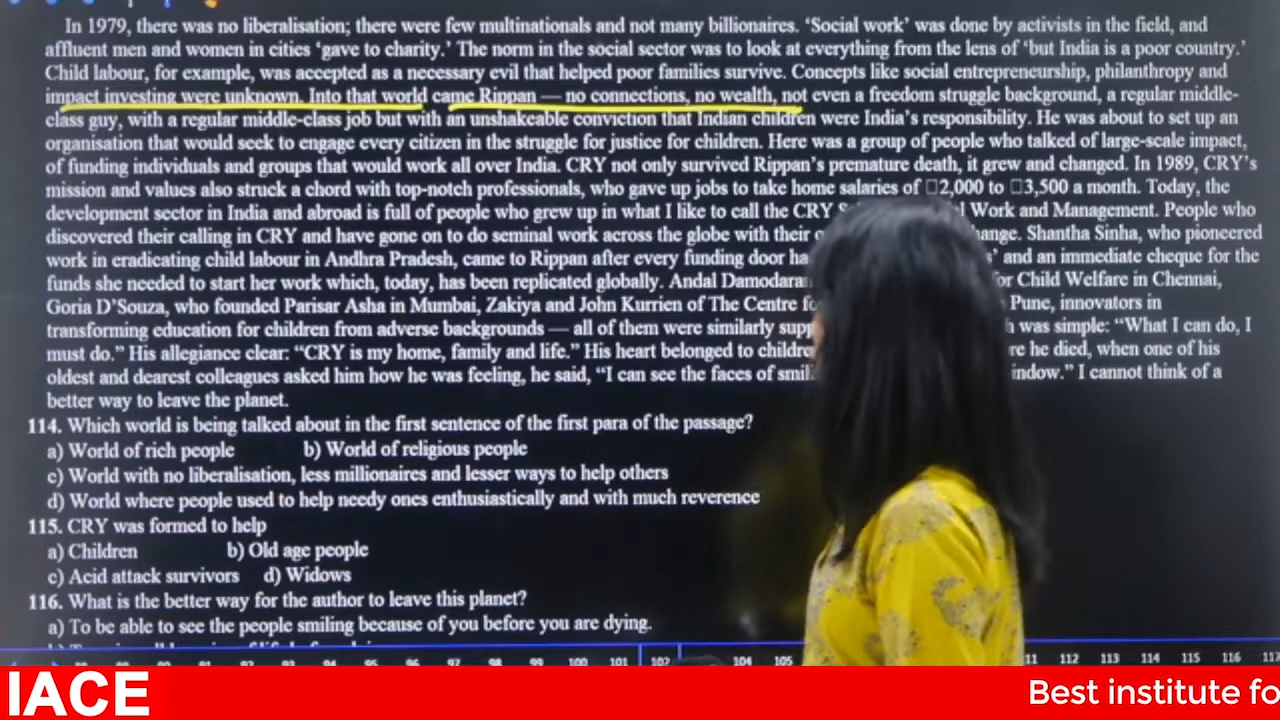 In 1979, there was no liberalisation; there were few multinationals and not many billionaires. ‘Social work’ was done by activists in the field, and
affluent men and women in cities ‘gave to charity.’ The norm in the social sector was to look at everything from the lens of ‘but India is a poor country.’
Child labour, for example, was accepted as a necessary evil that helped poor families survive. Concepts like social entrepreneurship, philanthropy and
impact investing were unknown. Into that world came Rippan — no connections, no wealth, not even a freedom struggle background, a regular middle-
class guy, with a regular middle-class job but with an unshakeable conviction that Indian children were India’s responsibility. He was about to set up an
organisation that would seek to engage every citizen in the struggle for justice for children. Here was a group of people who talked of large-scale impact,
of funding individuals and groups that would work all over India. CRY not only survived Rippan’s premature death, it grew and changed. In 1989, CRY’s
mission and values also struck a chord with top-notch professionals, who gave up jobs to take home salaries of □2,000 to □3,500 a month. Today, the
development sector in India and abroad is full of people who grew up in what I like to call the CRY Work and Management. People who
discovered their calling in CRY and have gone on to do seminal work across the globe with their Shantha Sinha, who pioneered
work in eradicating child labour in Andhra Pradesh, came to Rippan after every funding door and an immediate cheque for the
funds she needed to start her work which, today, has been replicated globally. Andal for Child Welfare in Chennai,
Goria D’Souza, who founded Parisar Asha in Mumbai, Zakiya and John Kurrien of The Centre Pune, innovators in
transforming education for children from adverse backgrounds — all of them were similarly was simple: “What I can do, I
must do.” His allegiance clear: “CRY is my home, family and life.” His heart belonged to he died, when one of his
oldest and dearest colleagues asked him how he was feeling, he said, “I can see the faces of I cannot think of a
better way to leave the planet.
114. Which world is being talked about in the first sentence of the first para of the passage?
a) World of rich people b) World of religious people
c) World with no liberalisation, less millionaires and lesser ways to help others
d) World where people used to help needy ones enthusiastically and with much reverence
115. CRY was formed to help
a) Children b) Old age people
c) Acid attack survivors d) Widows
116. What is the better way for the author to leave this planet?
a) To be able to see the people smiling because of you before you are dying.
97 98 99 100 101 102 104 105 112 113 114 115 116
IACE
Best institute